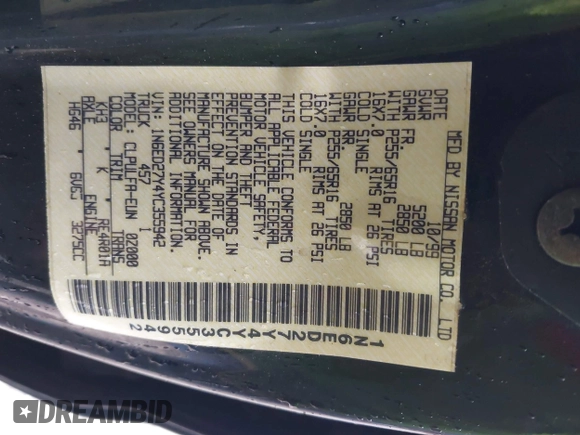 MFD. BY NISSAN MOTOR CO., LTD
DATE 10/99
GVWR 5200 LB
GAWR FR. 2850 LB
WITH P255/65R16 TIRES
16X7.0 RIMS AT 26 PSI
COLD SINGLE
GAWR RR. 2850 LB
WITH P255/65R16 TIRES
16X7.0 RIMS AT 26 PSI
COLD SINGLE
THIS VEHICLE CONFORMS TO
ALL APPLICABLE FEDERAL
MOTOR VEHICLE SAFETY,
BUMPER AND THEFT
PREVENTION STANDARDS IN
EFFECT ON THE DATE OF
MANUFACTURE SHOWN ABOVE.
SEE OWNERS MANUAL FOR
ADDITIONAL INFORMATION.
VIN: 1N6ED27Y4YC355942
TRUCK 457 1
MODEL: CLPULFA-EUN 02000
COLOR TRIM TRANS
KH3 K RE4R01A
AXLE ENGINE
HG46 3275CC
1N6ED27Y4YC355942
DREAMBID